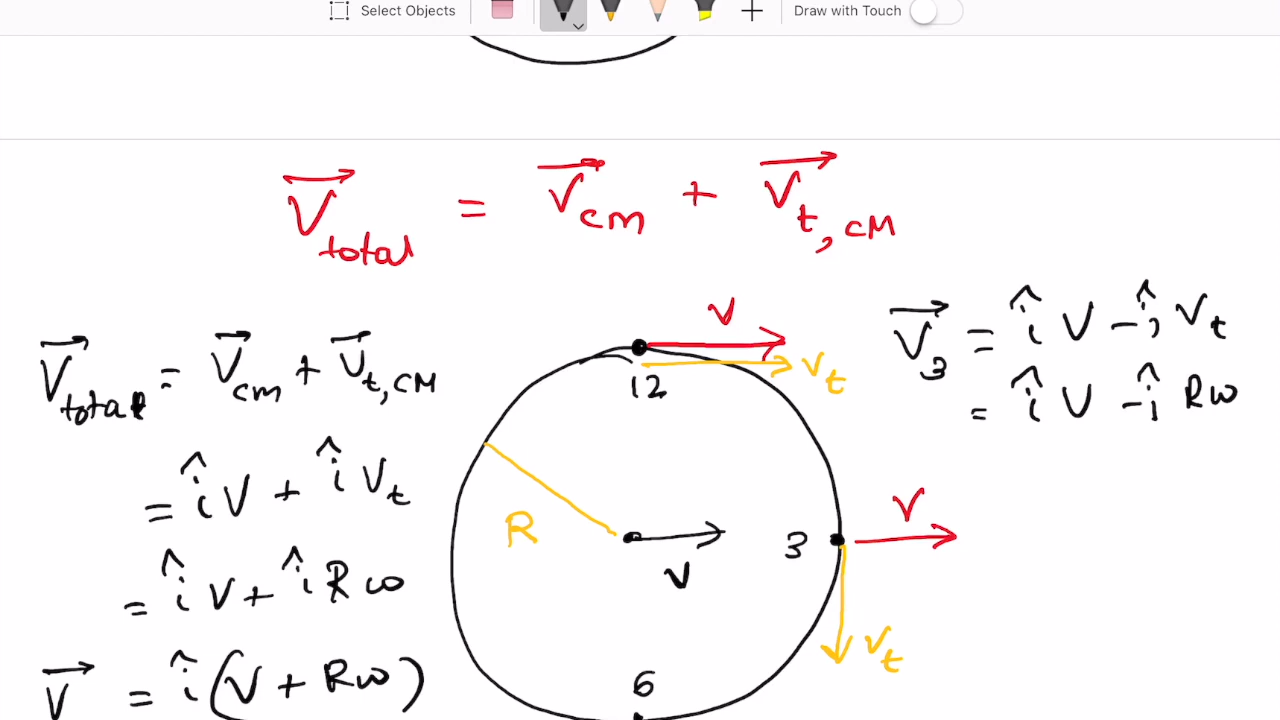 Select Objects
Draw with Touch
V⃗total = V⃗cm + V⃗t,CM
V⃗total = V⃗cm + V⃗t,CM
= îV + îVt
= îV + îRω
V⃗ = î(V + Rω)
V
Vt
12
R
V
3
V
Vt
6
V⃗3 = îV - ĵVt
= îV - ĵRω